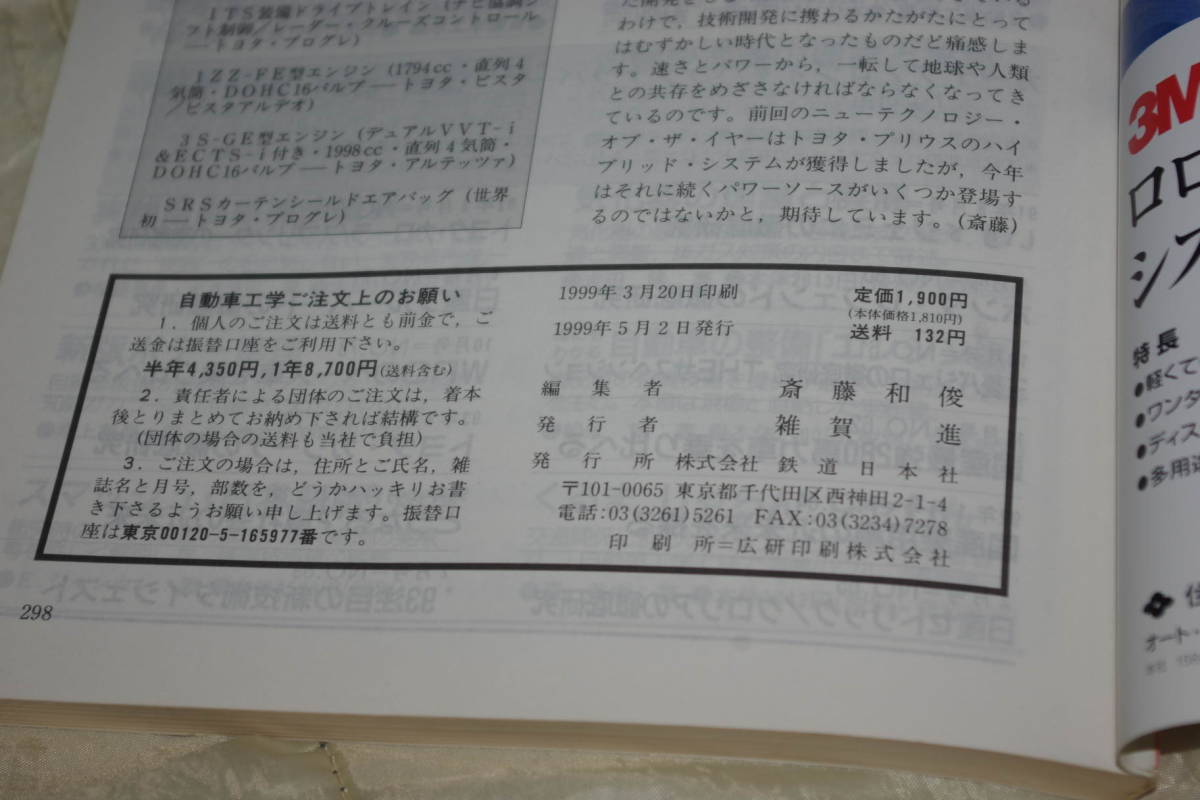 ITS装備ドライブトレイン(ナビ協調シ
フト制御/レーダー・クルーズコントロール
──トヨタ・プログレ)
1ZZ-FE型エンジン(1794cc・直列4
気筒・DOHC16バルブ──トヨタ・ビスタ
/ビスタアルデオ)
3S-GE型エンジン(デュアルVVT-i
&ECTS-i付き・1998cc・直列4気筒・
DOHC16バルブ──トヨタ・アルテッツァ)
SRSカーテンシールドエアバッグ(世界
初──トヨタ・プログレ)
わけで,技術開発に携わるかたがたにとって
はむずかしい時代となったものだと痛感しま
す。速さとパワーから,一転して地球や人類
との共存をめざさなければならなくなってき
ているのです。前回のニューテクノロジー・
オブ・ザ・イヤーはトヨタ・プリウスのハイ
ブリッド・システムが獲得しましたが,今年
はそれに続くパワーソースがいくつか登場す
るのではないかと,期待しています。(斎藤)
自動車工学ご注文上のお願い
1.個人のご注文は送料とも前金で,ご
送金は振替口座をご利用下さい。
半年4,350円,1年8,700円(送料含む)
2.責任者による団体のご注文は,着本
後とりまとめてお納め下されば結構です。
(団体の場合の送料も当社で負担)
3.ご注文の場合は,住所とご氏名,雑
誌名と月号,部数を,どうかハッキリお書
き下さるようお願い申し上げます。振替口
座は東京00120-5-165977番です。
1999年3月20日印刷
1999年5月2日発行
定価1,900円
(本体価格1,810円)
送料 132円
編集者 斎藤和俊
発行者 雑賀進
発行所 株式会社 鉄道日本社
〒101-0065 東京都千代田区西神田2-1-4
電話:03(3261)5261 FAX:03(3234)7278
印刷所=広研印刷株式会社
298
3M
特長
●軽くて
●ワンタ
●ディス
●多用途
オート・